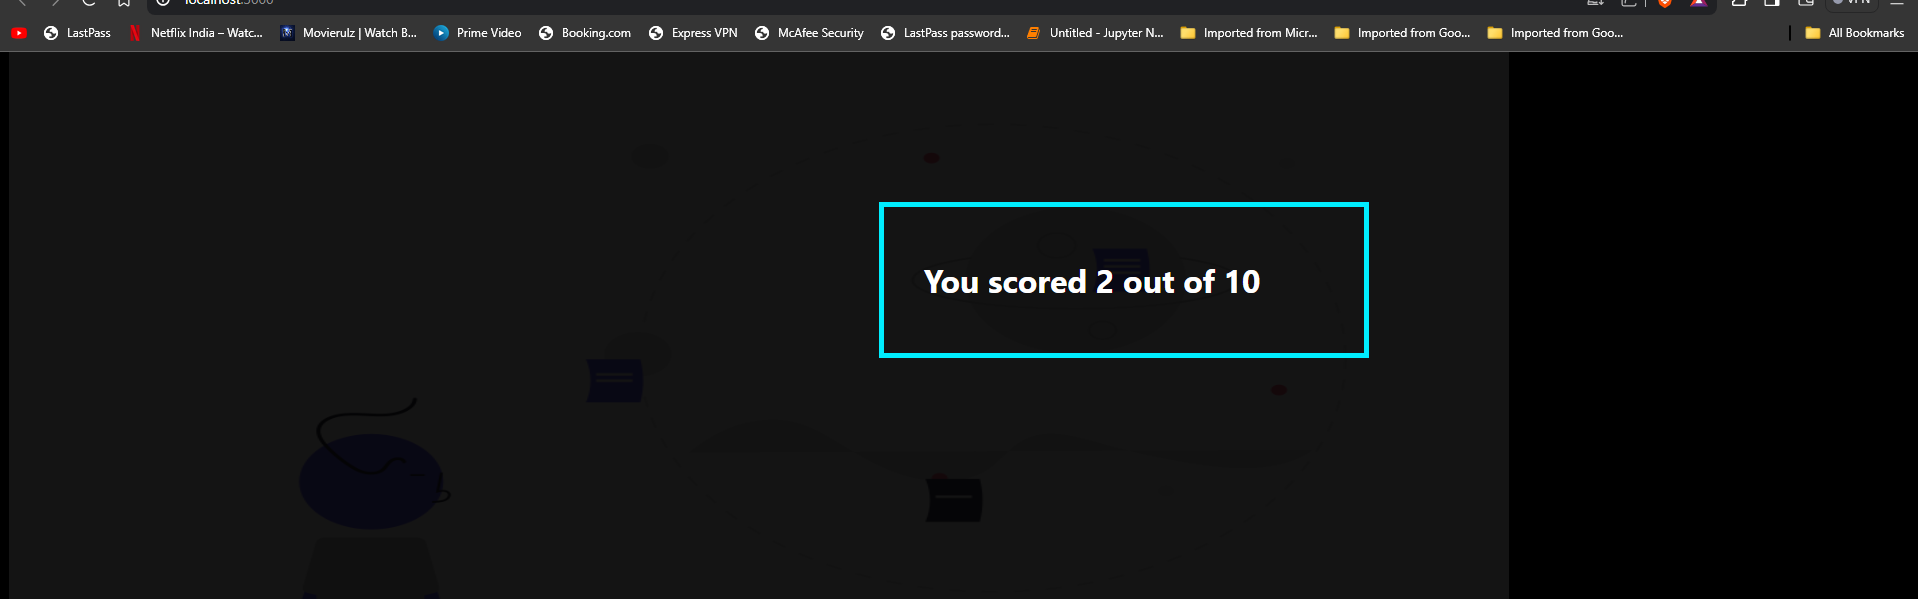 localhost:3000
VPN
LastPass
Netflix India – Watc...
Movierulz | Watch B...
Prime Video
Booking.com
Express VPN
McAfee Security
LastPass password...
Untitled - Jupyter N...
Imported from Micr...
Imported from Goo...
Imported from Goo...
All Bookmarks
You scored 2 out of 10